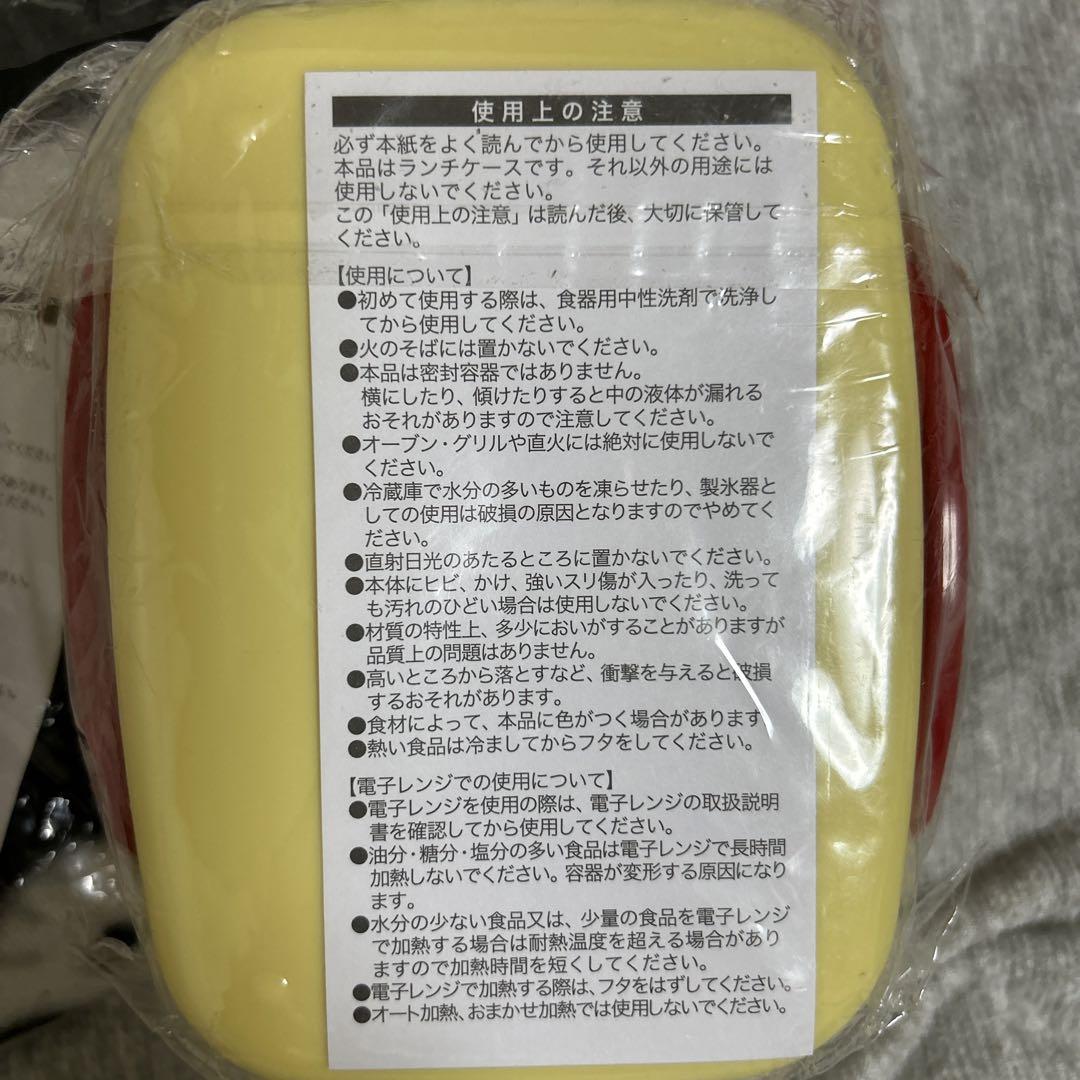 使用上の注意
必ず本紙をよく読んでから使用してください。
本品はランチケースです。それ以外の用途には
使用しないでください。
この「使用上の注意」は読んだ後、大切に保管して
ください。
【使用について】
●初めて使用する際は、食器用中性洗剤で洗浄し
てから使用してください。
●火のそばには置かないでください。
●本品は密封容器ではありません。
横にしたり、傾けたりすると中の液体が漏れる
おそれがありますので注意してください。
●オーブン・グリルや直火には絶対に使用しないで
ください。
●冷蔵庫で水分の多いものを凍らせたり、製氷器と
しての使用は破損の原因となりますのでやめてく
ださい。
●直射日光のあたるところに置かないでください。
●本体にヒビ、かけ、強いスリ傷が入ったり、洗って
も汚れのひどい場合は使用しないでください。
●材質の特性上、多少においがすることがありますが
品質上の問題はありません。
●高いところから落とすなど、衝撃を与えると破損
するおそれがあります。
●食材によって、本品に色がつく場合があります
●熱い食品は冷ましてからフタをしてください。
【電子レンジでの使用について】
●電子レンジを使用の際は、電子レンジの取扱説明
書を確認してから使用してください。
●油分・糖分・塩分の多い食品は電子レンジで長時間
加熱しないでください。容器が変形する原因になり
ます。
●水分の少ない食品又は、少量の食品を電子レンジ
で加熱する場合は耐熱温度を超える場合があり
ますので加熱時間を短くしてください。
●電子レンジで加熱する際は、フタをはずしてください。
●オート加熱、おまかせ加熱では使用しないでください。